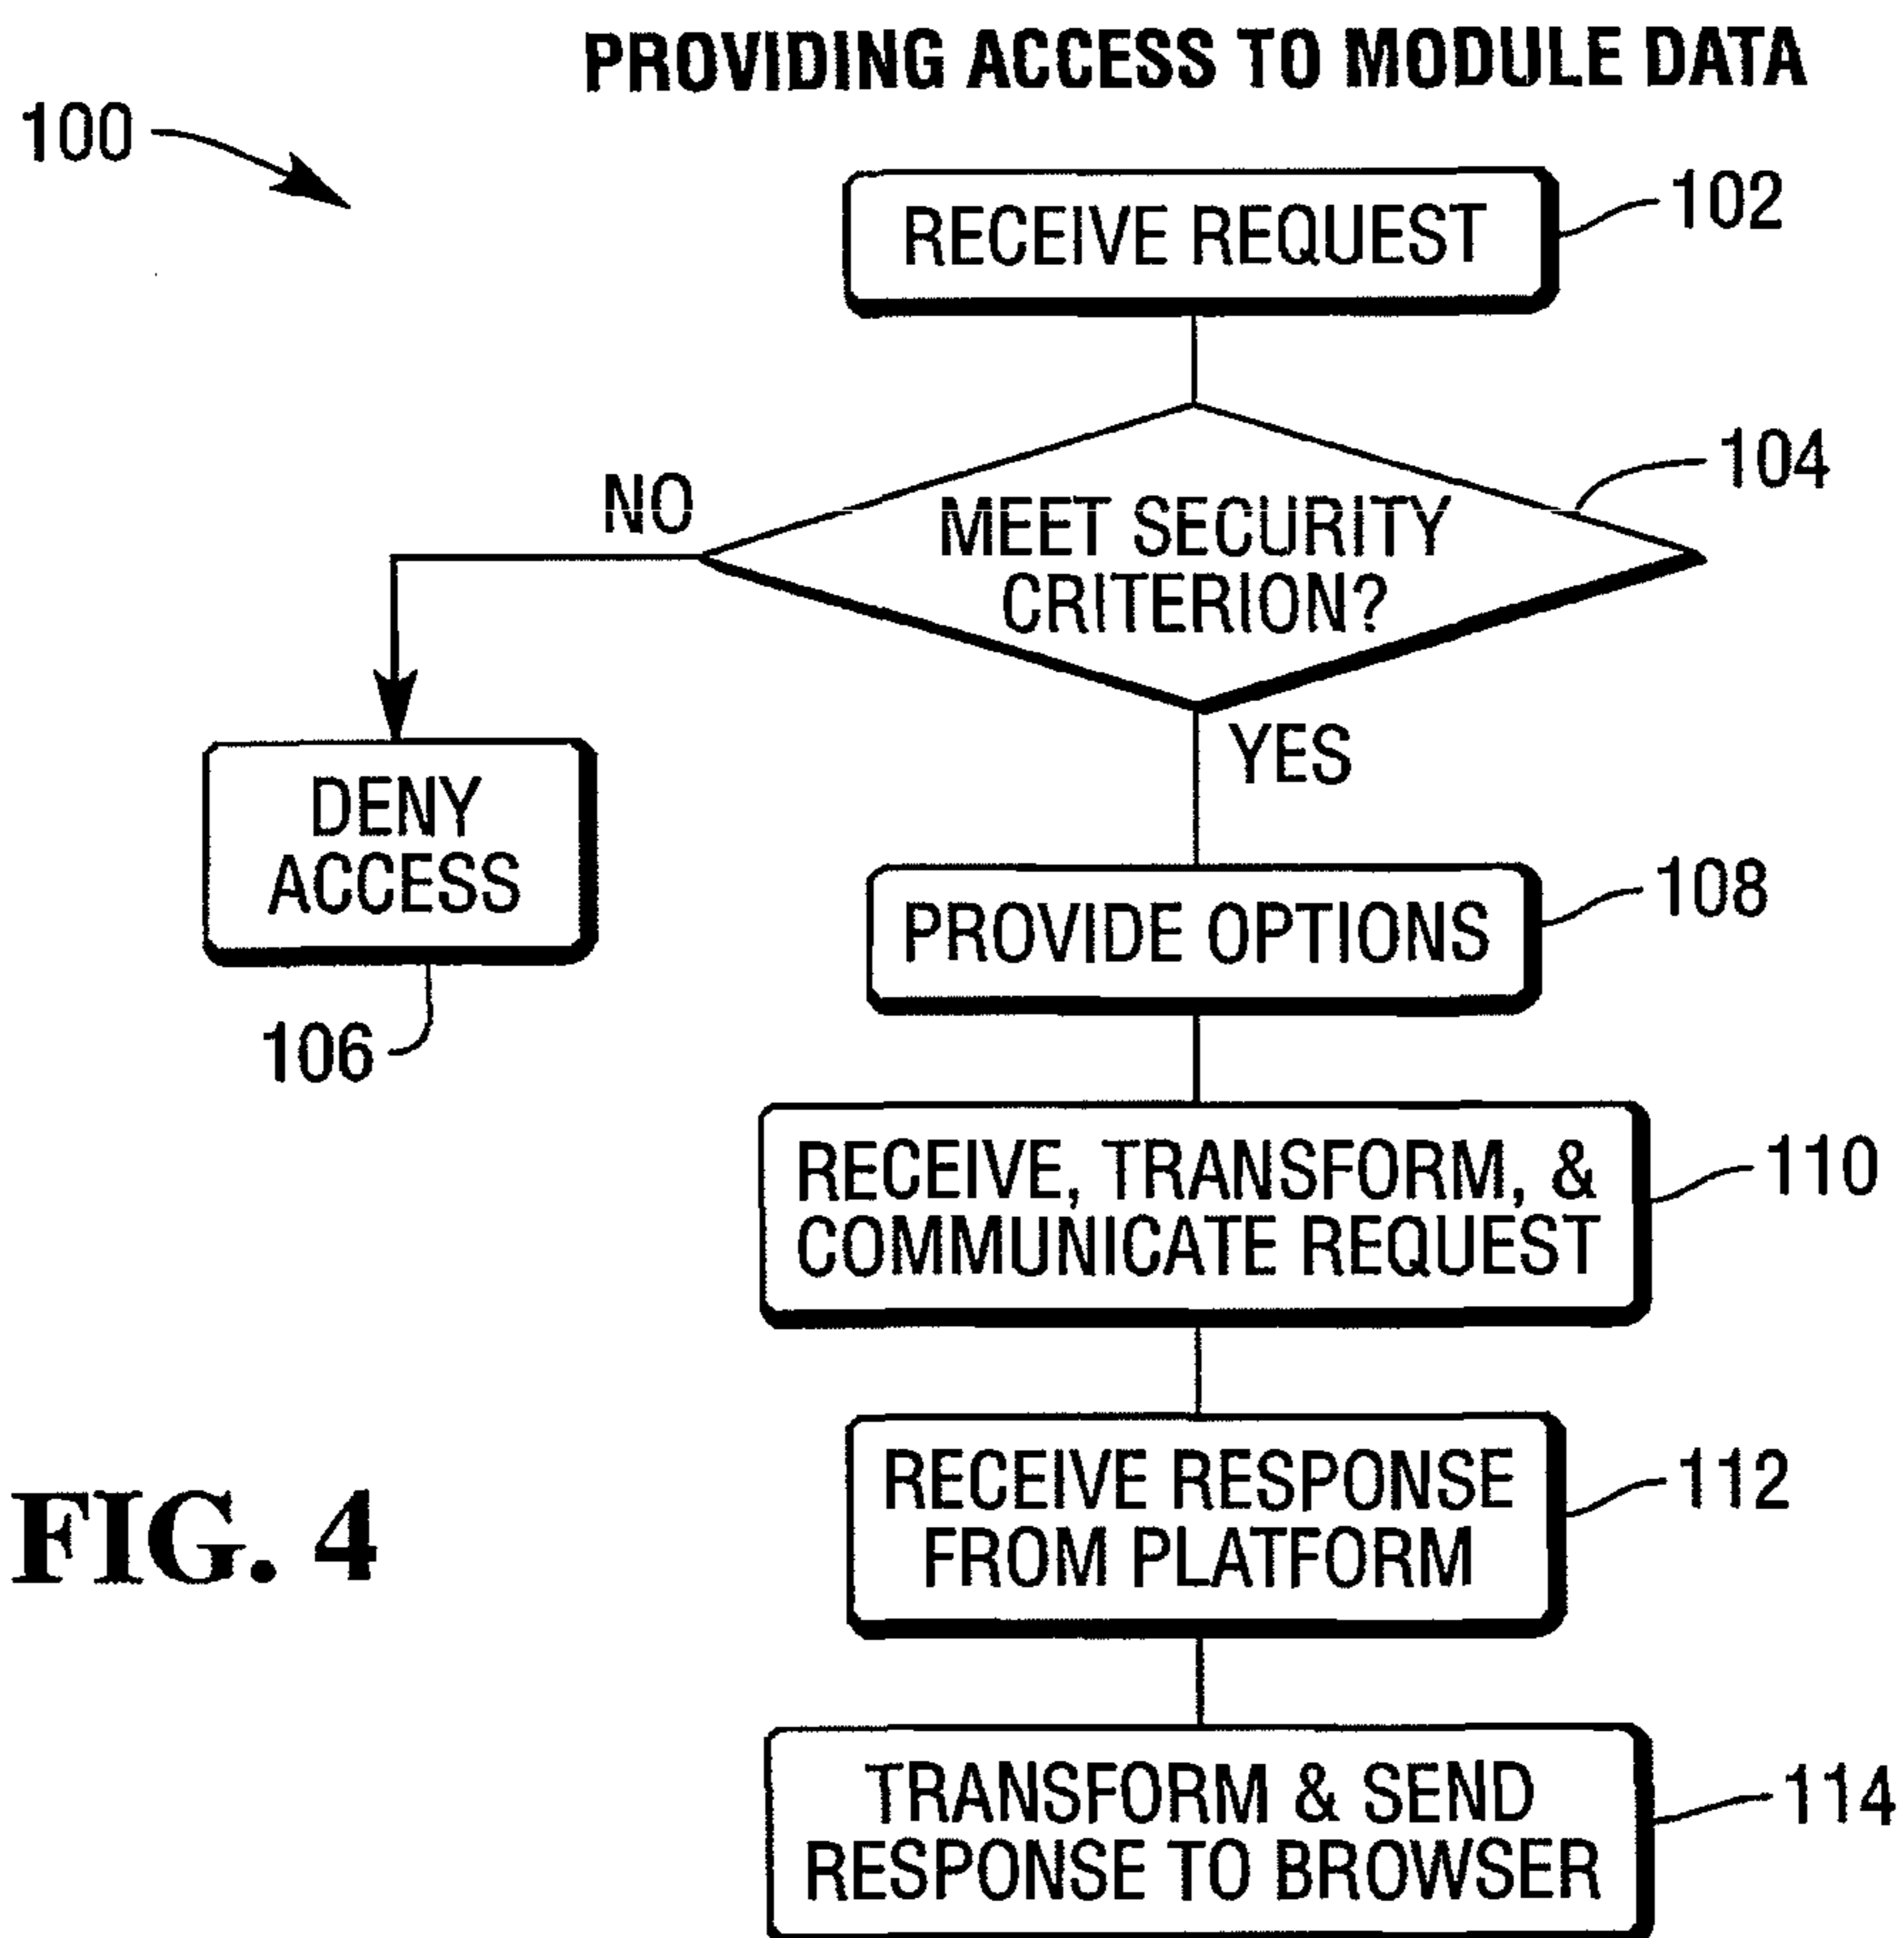 PROVIDING ACCESS TO MODULE DATA
100
RECEIVE REQUEST
102
MEET SECURITY
CRITERION?
104
NO
YES
DENY
ACCESS
106
PROVIDE OPTIONS
108
RECEIVE, TRANSFORM, &
COMMUNICATE REQUEST
110
RECEIVE RESPONSE
FROM PLATFORM
112
TRANSFORM & SEND
RESPONSE TO BROWSER
114
FIG. 4